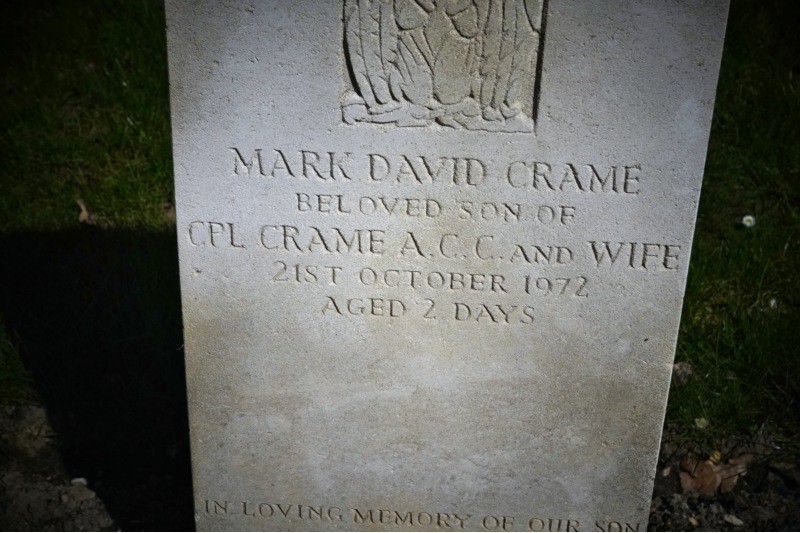 MARK DAVID CRAME
BELOVED SON OF
CPL CRAME A.C.C. AND WIFE
21ST OCTOBER 1972
AGED 2 DAYS
IN LOVING MEMORY OF OUR SON